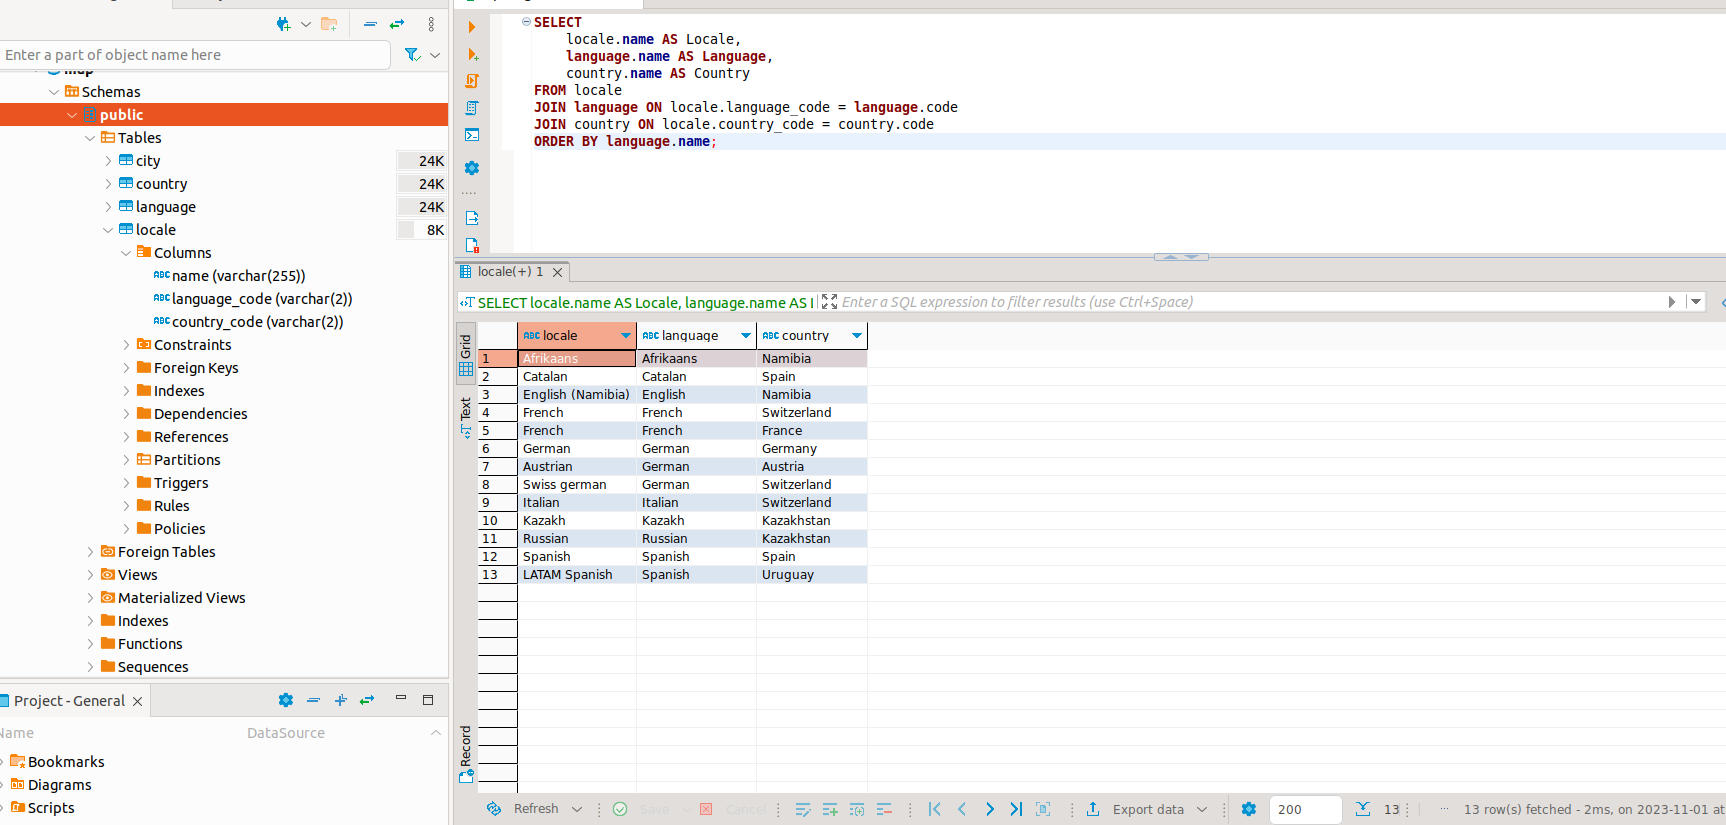 Enter a part of object name here
Schemas
public
Tables
city 24K
country 24K
language 24K
locale 8K
Columns
ABC name (varchar(255))
ABC language_code (varchar(2))
ABC country_code (varchar(2))
Constraints
Foreign Keys
Indexes
Dependencies
References
Partitions
Triggers
Rules
Policies
Foreign Tables
Views
Materialized Views
Indexes
Functions
Sequences
Project - General
Name DataSource
Bookmarks
Diagrams
Scripts
SELECT
locale.name AS Locale,
language.name AS Language,
country.name AS Country
FROM locale
JOIN language ON locale.language_code = language.code
JOIN country ON locale.country_code = country.code
ORDER BY language.name;
locale(+) 1
SELECT locale.name AS Locale, language.name AS Enter a SQL expression to filter results (use Ctrl+Space)
Grid
Text
Record
ABC locale ABC language ABC country
1 Afrikaans Afrikaans Namibia
2 Catalan Catalan Spain
3 English (Namibia) English Namibia
4 French French Switzerland
5 French French France
6 German German Germany
7 Austrian German Austria
8 Swiss german German Switzerland
9 Italian Italian Switzerland
10 Kazakh Kazakh Kazakhstan
11 Russian Russian Kazakhstan
12 Spanish Spanish Spain
13 LATAM Spanish Spanish Uruguay
Refresh Save Cancel Export data 200 13 ... 13 row(s) fetched - 2ms, on 2023-11-01 at